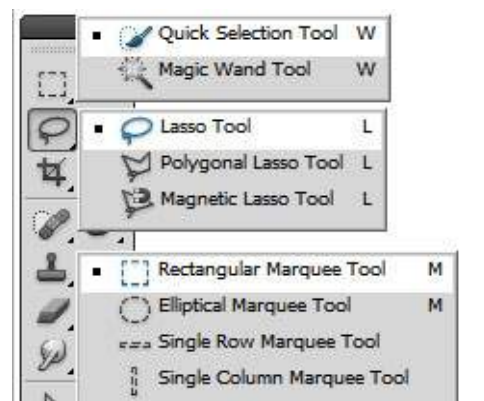 Quick Selection Tool W
Magic Wand Tool W
Lasso Tool L
Polygonal Lasso Tool L
Magnetic Lasso Tool L
Rectangular Marquee Tool M
Elliptical Marquee Tool M
Single Row Marquee Tool
Single Column Marquee Tool